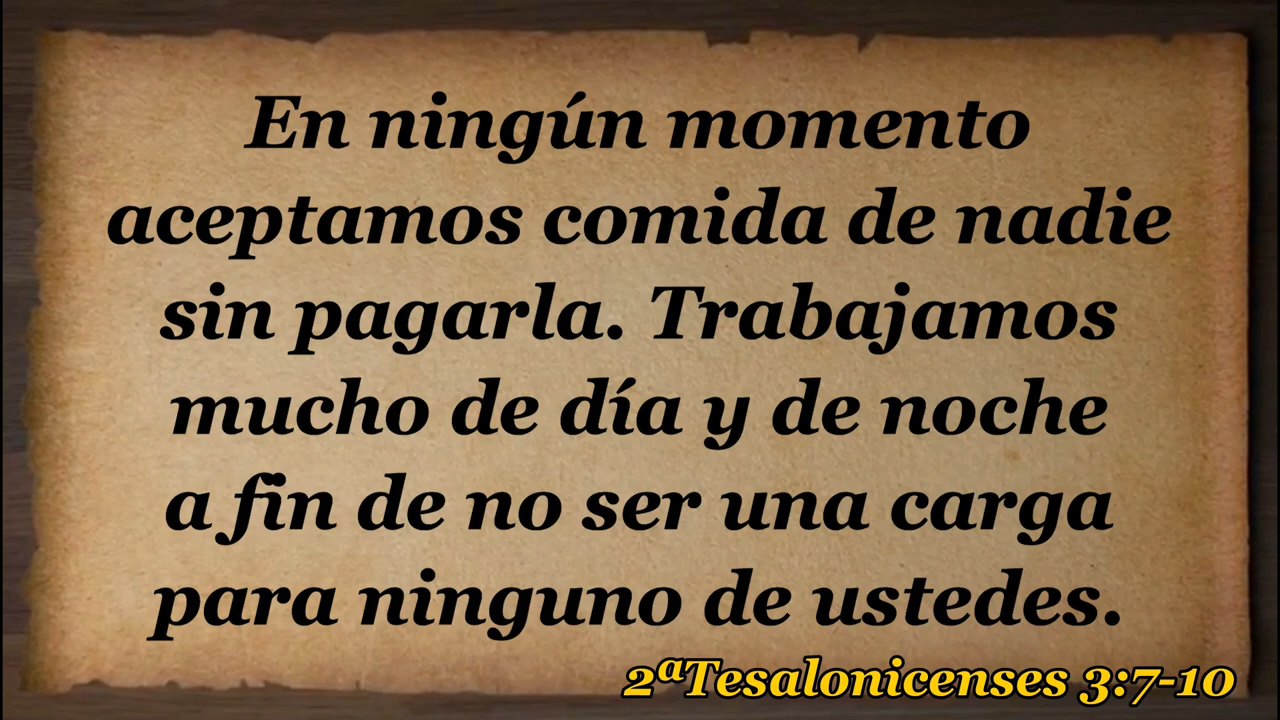 En ningún momento
aceptamos comida de nadie
sin pagarla. Trabajamos
mucho de día y de noche
a fin de no ser una carga
para ninguno de ustedes.
2ªTesalonicenses 3:7-10